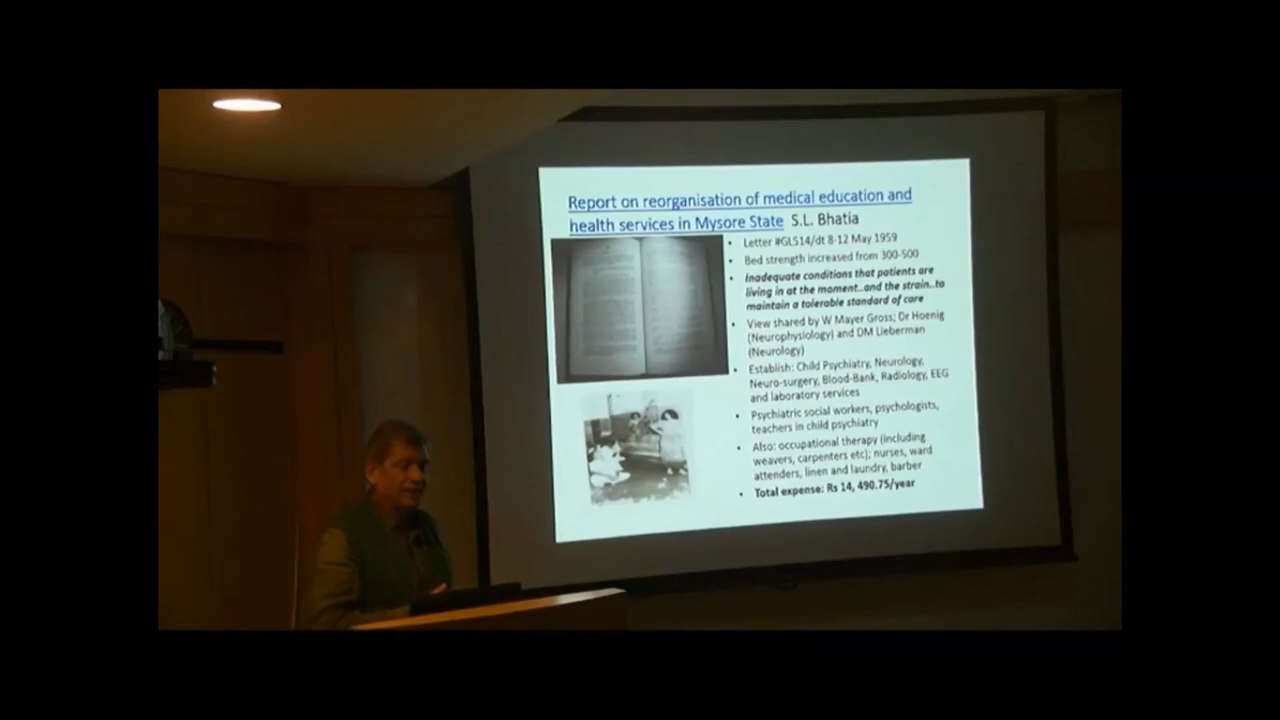 Report on reorganisation of medical education and
health services in Mysore State S.L. Bhatia
• Letter #GL514/dt 8-12 May 1959
• Bed strength increased from 300-500
• Inadequate conditions that patients are
living in at the moment..and the strain..to
maintain a tolerable standard of care
• View shared by W Mayer Gross; Dr Hoenig
(Neurophysiology) and DM Lieberman
(Neurology)
• Establish: Child Psychiatry, Neurology,
Neuro-surgery, Blood-Bank, Radiology, EEG
and laboratory services
• Psychiatric social workers, psychologists,
teachers in child psychiatry
• Also: occupational therapy (including
weavers, carpenters etc); nurses, ward
attenders, linen and laundry, barber
• Total expense: Rs 14, 490.75/year